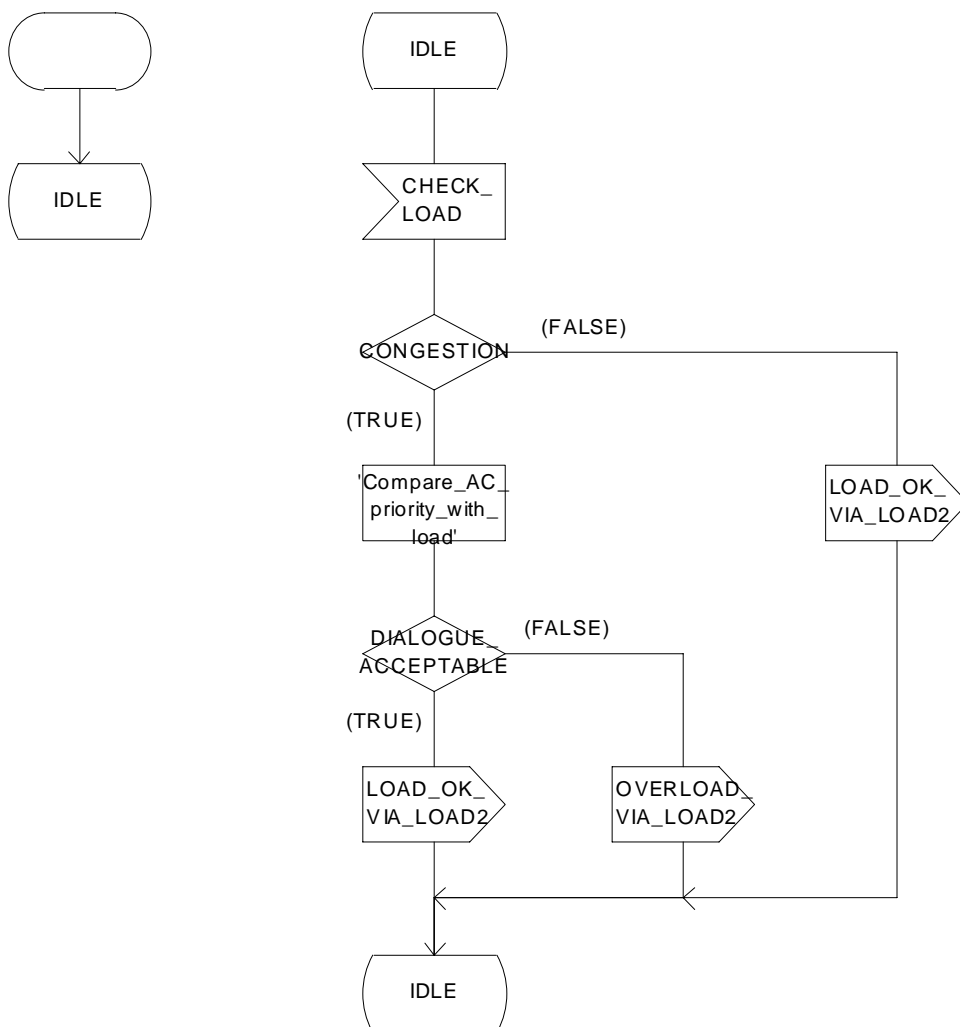 IDLE
IDLE
CHECK_
LOAD
CONGESTION
(FALSE)
(TRUE)
'Compare_AC_
priority_with_
load'
LOAD_OK_
VIA_LOAD2
DIALOGUE_
ACCEPTABLE
(FALSE)
(TRUE)
LOAD_OK_
VIA_LOAD2
OVERLOAD_
VIA_LOAD2
IDLE